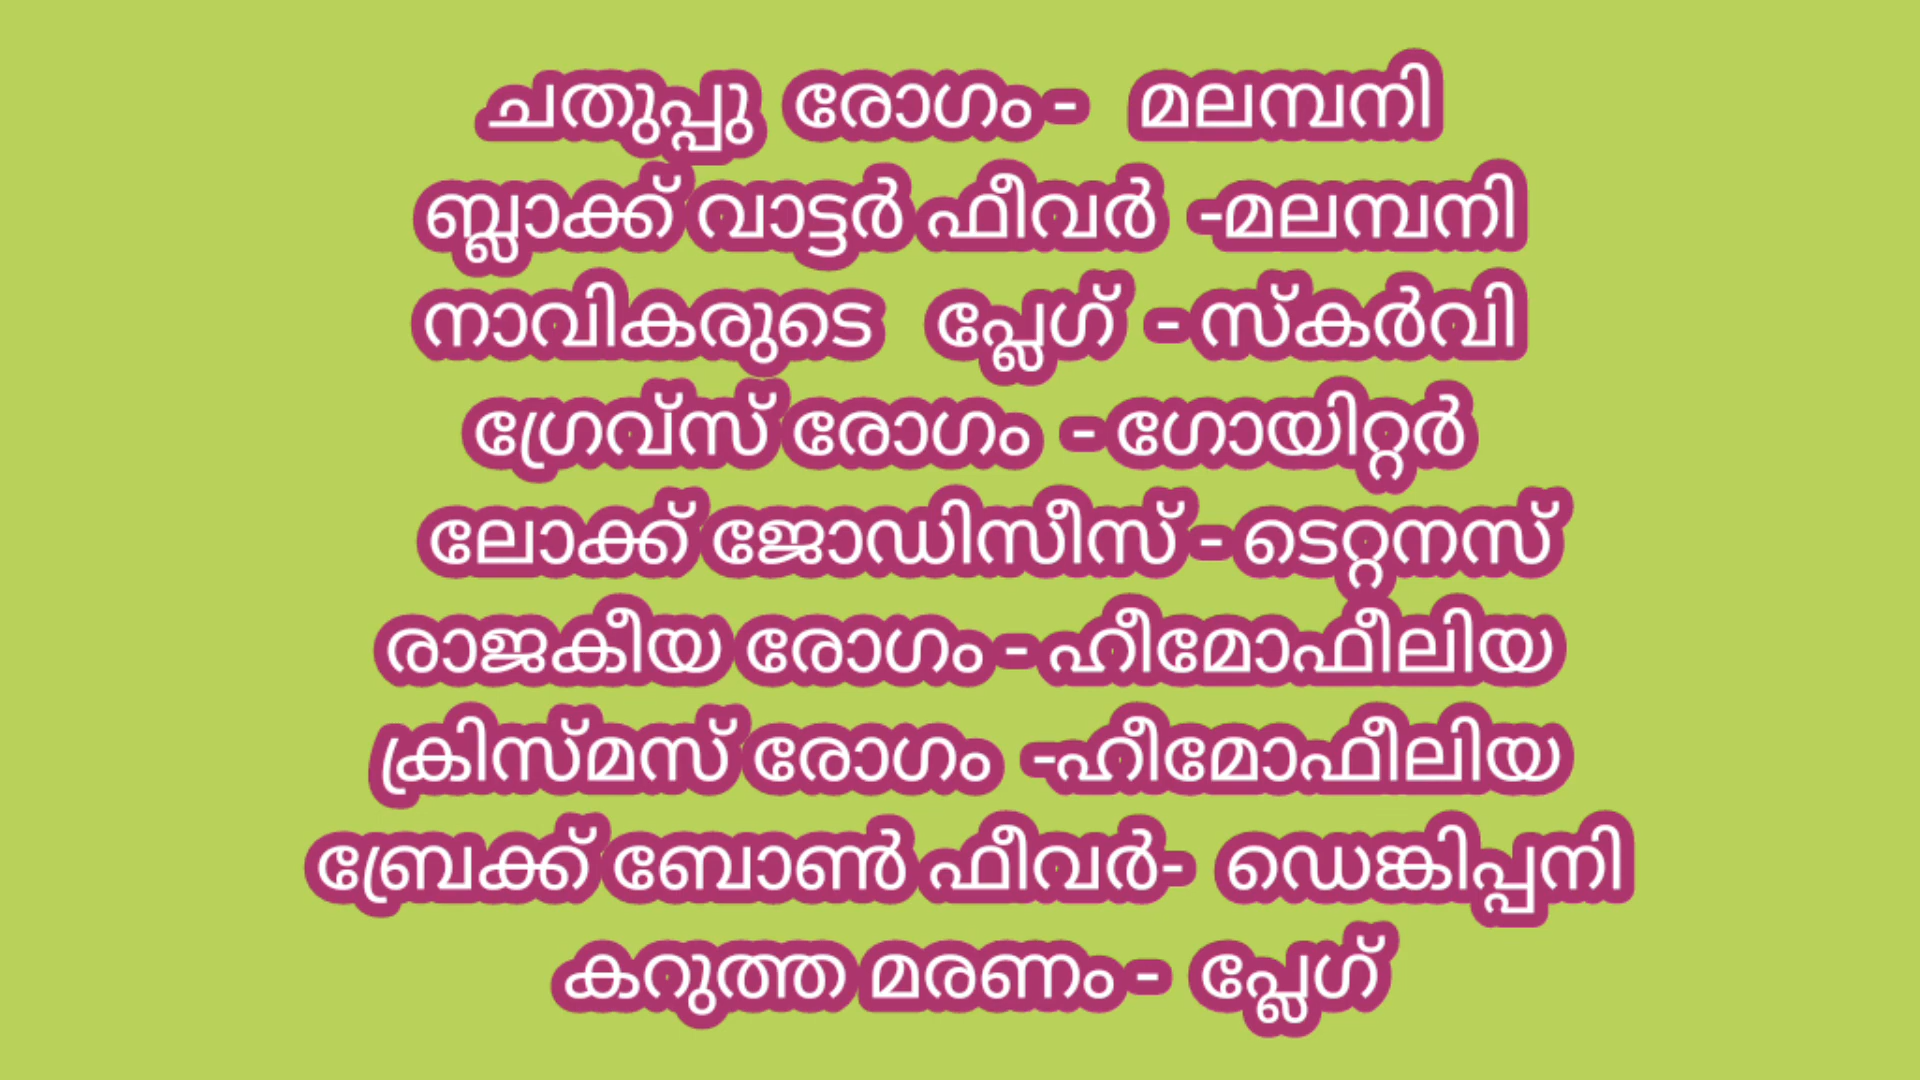 ചതുപ്പു രോഗം - മലമ്പനി
ബ്ലാക്ക് വാട്ടർ ഫീവർ -മലമ്പനി
നാവികരുടെ പ്ലേഗ് - സ്കർവി
ഗ്രേവ്സ് രോഗം - ഗോയിറ്റർ
ലോക്ക് ജോഡിസീസ് - ടെറ്റനസ്
രാജകീയ രോഗം - ഹീമോഫീലിയ
ക്രിസ്മസ് രോഗം -ഹീമോഫീലിയ
ബ്രേക്ക് ബോൺ ഫീവർ- ഡെങ്കിപ്പനി
കറുത്ത മരണം - പ്ലേഗ്